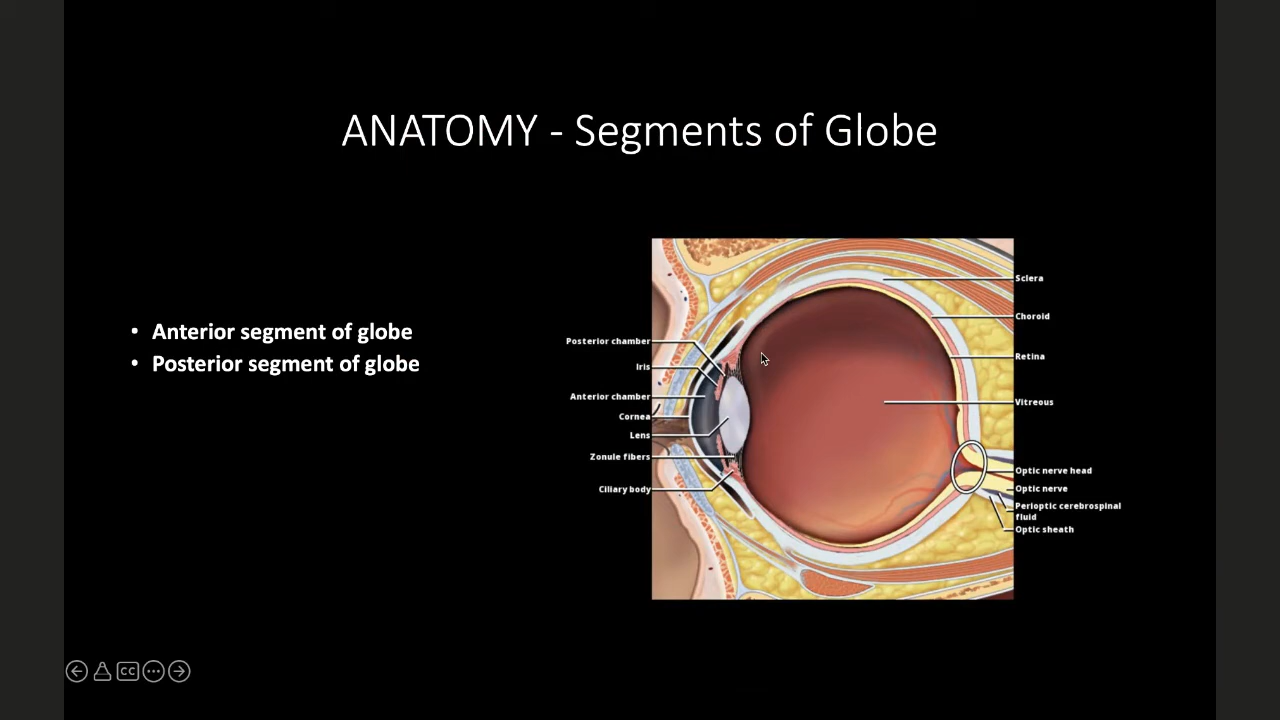 ANATOMY - Segments of Globe
• Anterior segment of globe
• Posterior segment of globe
Posterior chamber
Iris
Anterior chamber
Cornea
Lens
Zonule fibers
Ciliary body
Sclera
Choroid
Retina
Vitreous
Optic nerve head
Optic nerve
Perioptic cerebrospinal
fluid
Optic sheath
CC